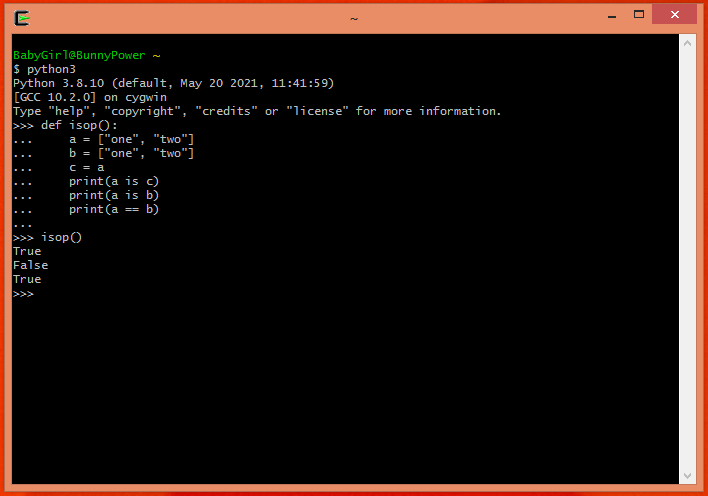 ~
BabyGirl@BunnyPower ~
$ python3
Python 3.8.10 (default, May 20 2021, 11:41:59)
[GCC 10.2.0] on cygwin
Type "help", "copyright", "credits" or "license" for more information.
>>> def isop():
...     a = ["one", "two"]
...     b = ["one", "two"]
...     c = a
...     print(a is c)
...     print(a is b)
...     print(a == b)
...
>>> isop()
True
False
True
>>>